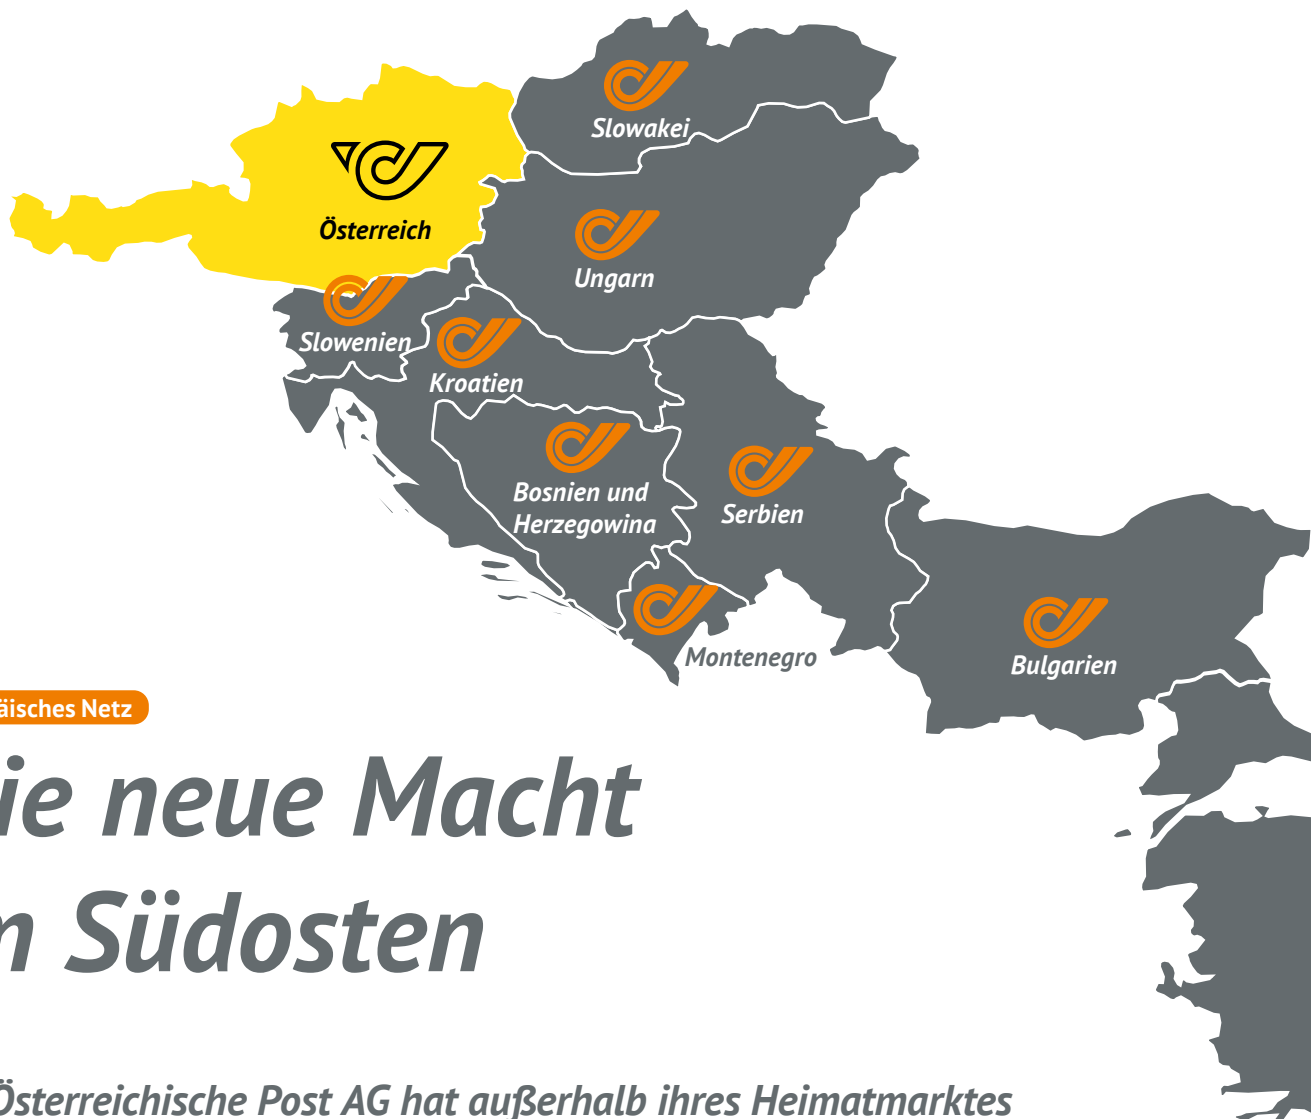 Slowakei
Österreich
Ungarn
Slowenien
Kroatien
Bosnien und
Herzegowina
Serbien
Montenegro
Bulgarien
äisches Netz
ie neue Macht
n Südosten
Österreichische Post AG hat außerhalb ihres Heimatmarktes